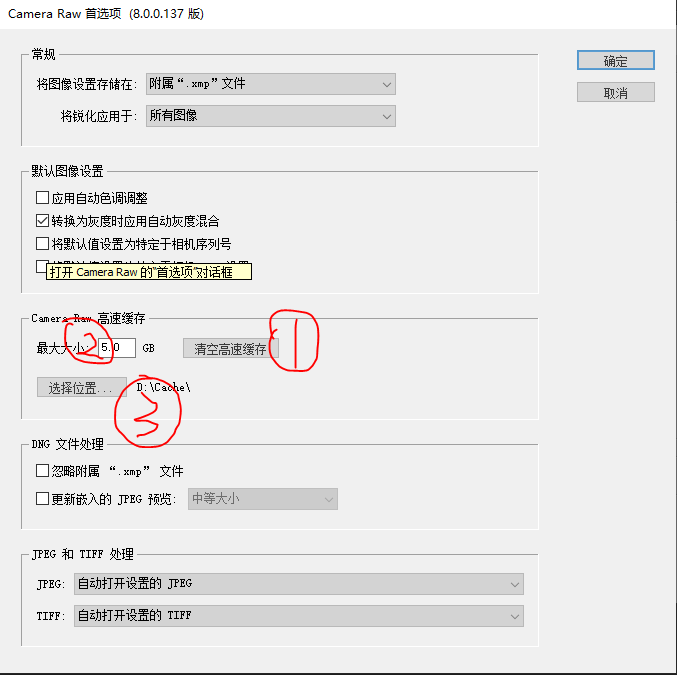 Camera Raw 首选项 (8.0.0.137 版)
常规
将图像设置存储在: 附属“.xmp”文件
确定
将锐化应用于: 所有图像
取消
默认图像设置
应用自动色调调整
转换为灰度时应用自动灰度混合
将默认值设置为特定于相机序列号
打开 Camera Raw 的"首选项"对话框
Camera Raw 高速缓存
1
最大大小: 5.0 GB 清空高速缓存
2
选择位置... D:\Cache\
3
DNG 文件处理
忽略附属 “.xmp” 文件
更新嵌入的 JPEG 预览: 中等大小
JPEG 和 TIFF 处理
JPEG: 自动打开设置的 JPEG
TIFF: 自动打开设置的 TIFF